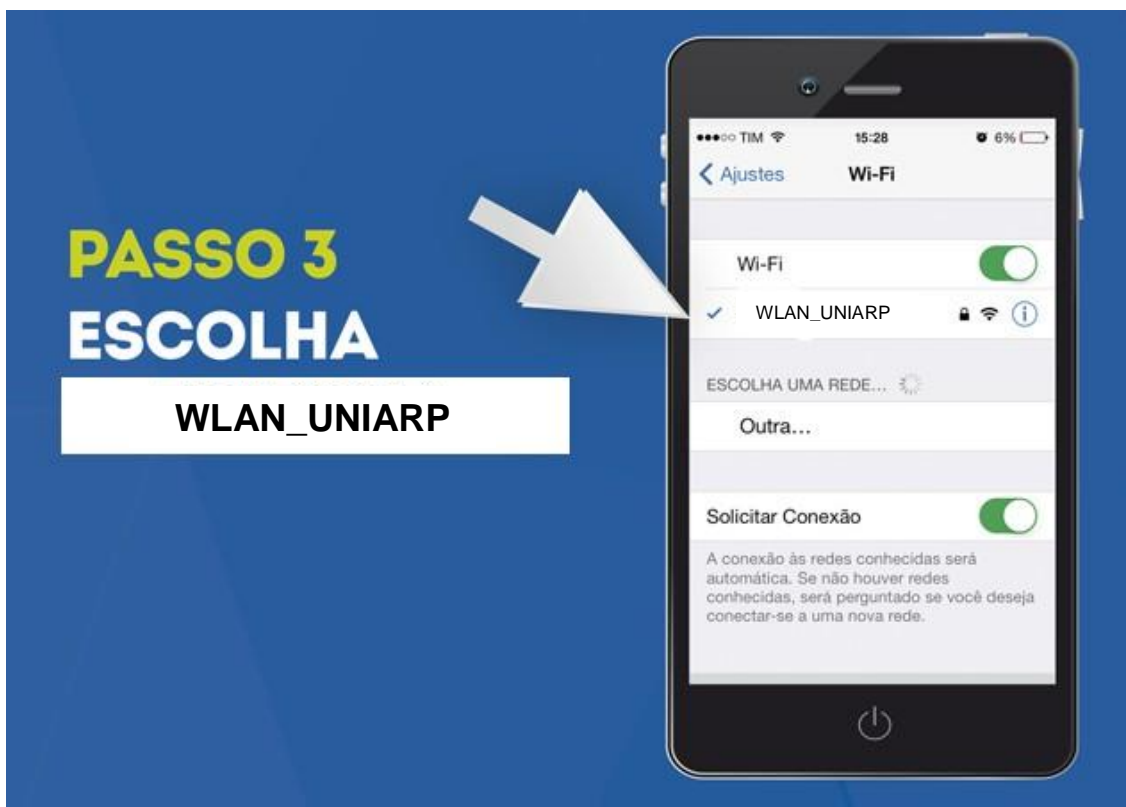 PASSO 3
ESCOLHA
WLAN_UNIARP
TIM 15:28 6%
Ajustes Wi-Fi
Wi-Fi
WLAN_UNIARP
ESCOLHA UMA REDE...
Outra...
Solicitar Conexão
A conexão às redes conhecidas será
automática. Se não houver redes
conhecidas, será perguntado se você deseja
conectar-se a uma nova rede.